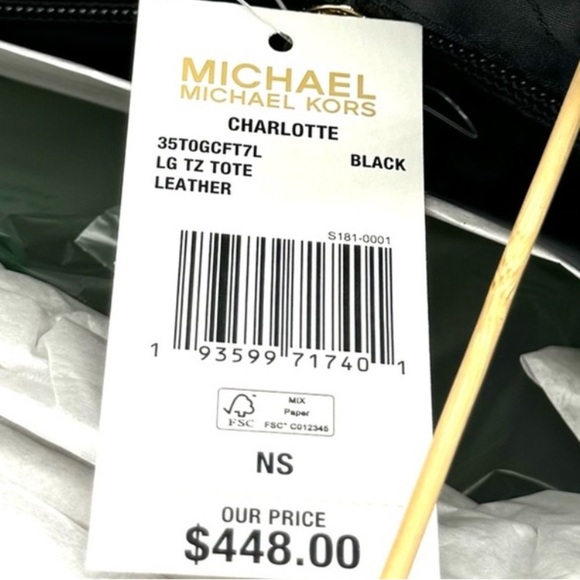 MICHAEL
MICHAEL KORS
CHARLOTTE
35T0GCFT7L
LG TZ TOTE BLACK
LEATHER
S181-0001
1 93599 71740 1
MIX
Paper
FSC FSC® C012345
NS
OUR PRICE
$448.00